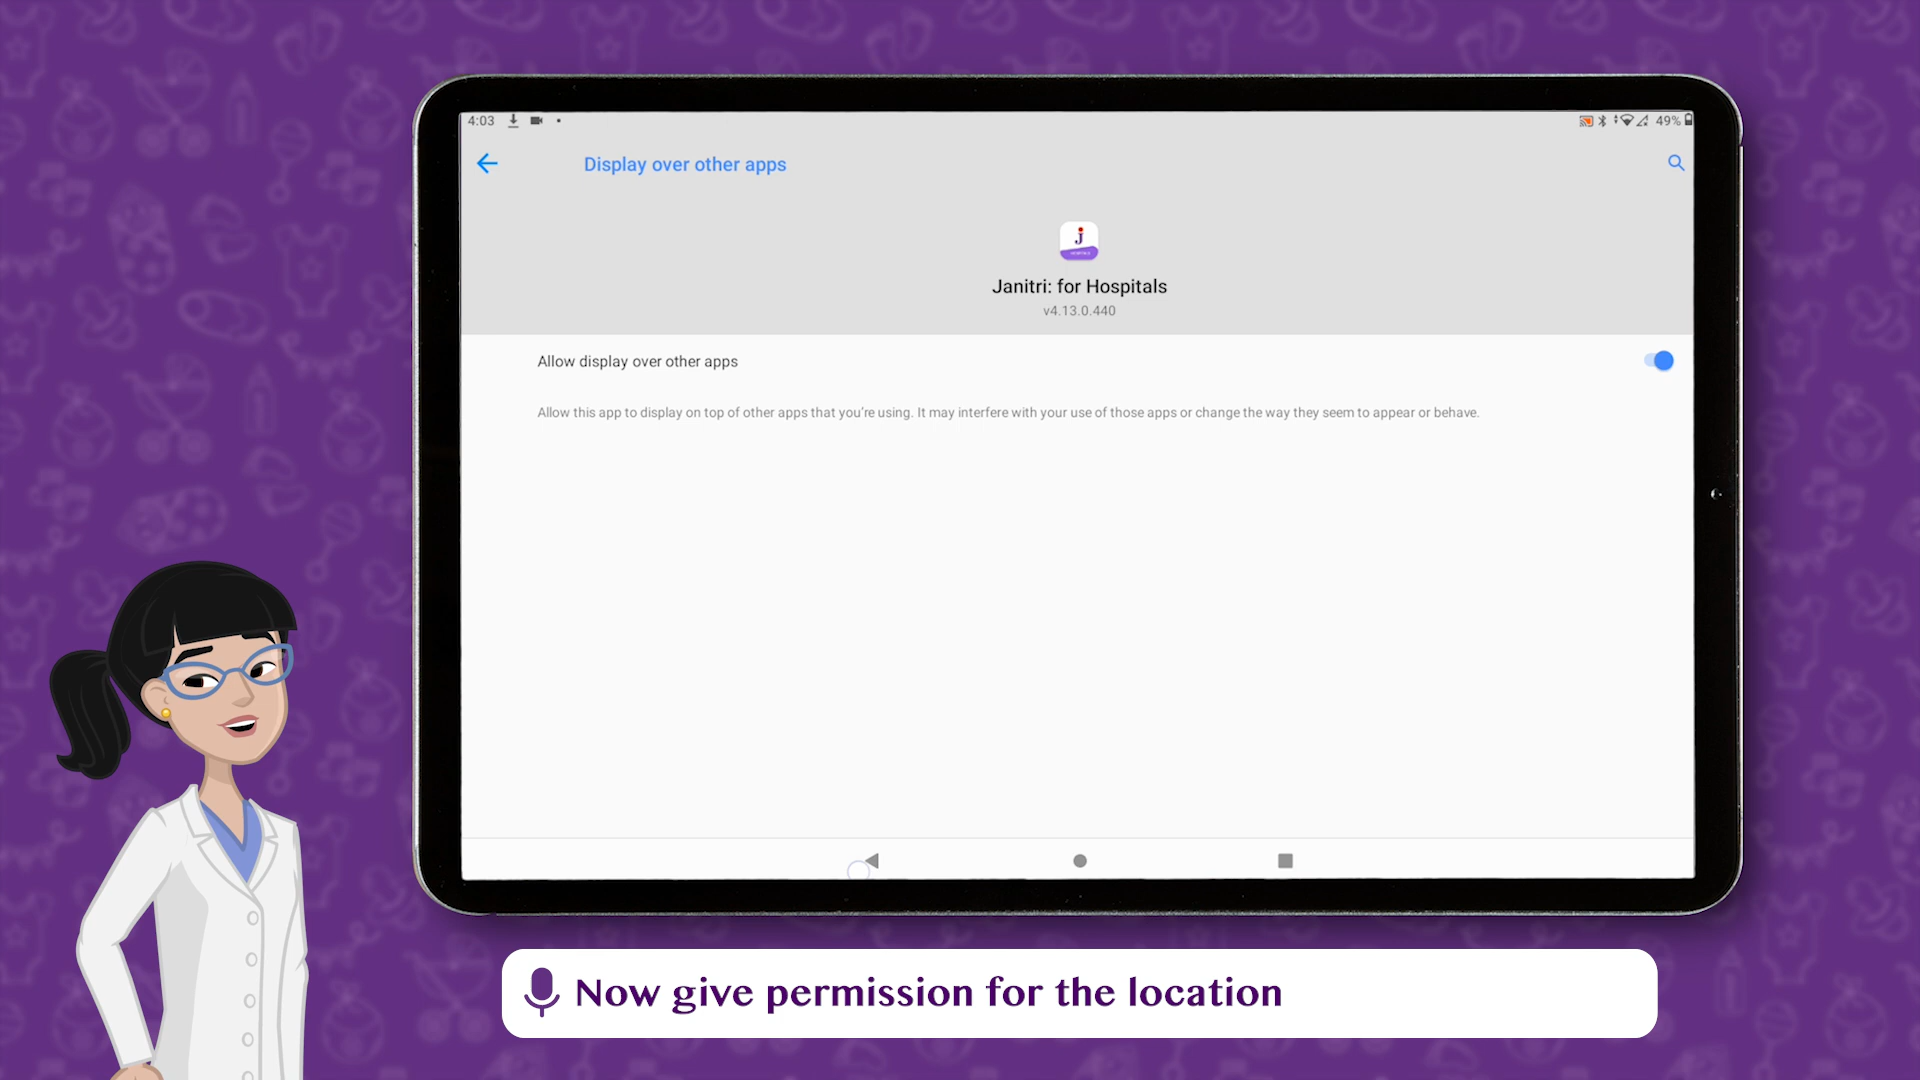 4:03
49%
Display over other apps
J
Janitri: for Hospitals
v4.13.0.440
Allow display over other apps
Allow this app to display on top of other apps that you're using. It may interfere with your use of those apps or change the way they seem to appear or behave.
Now give permission for the location